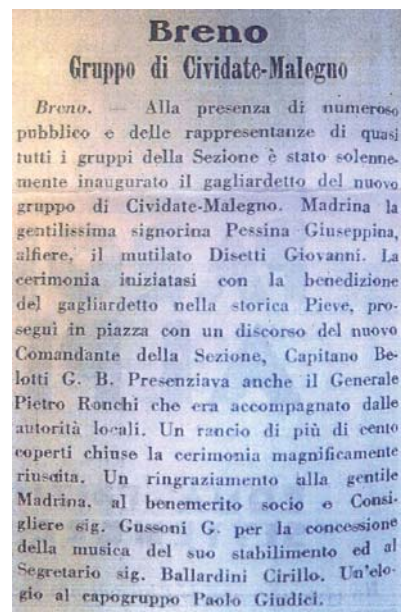 Breno
Gruppo di Cividate-Malegno
Breno. — Alla presenza di numeroso
pubblico e delle rappresentanze di quasi
tutti i gruppi della Sezione è stato solenne-
mente inaugurato il gagliardetto del nuovo
gruppo di Cividate-Malegno. Madrina la
gentilissima signorina Pessina Giuseppina,
alfiere, il mutilato Disetti Giovanni. La
cerimonia iniziatasi con la benedizione
del gagliardetto nella storica Pieve, pro-
seguì in piazza con un discorso del nuovo
Comandante della Sezione, Capitano Be-
lotti G. B. Presenziava anche il Generale
Pietro Ronchi che era accompagnato dalle
autorità locali. Un rancio di più di cento
coperti chiuse la cerimonia magnificamente
riuscita. Un ringraziamento alla gentile
Madrina, al benemerito socio e Consi-
gliere sig. Gussoni G. per la concessione
della musica del suo stabilimento ed al
Segretario sig. Ballardini Cirillo. Un'elo-
gio al capogruppo Paolo Giudici.